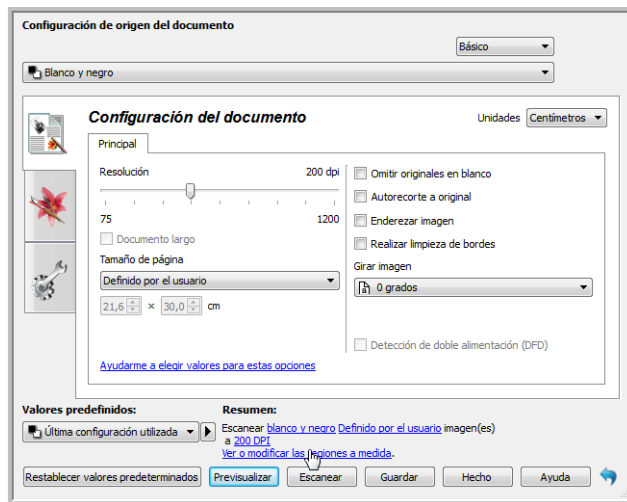 Configuración de origen del documento
Básico
Blanco y negro
Configuración del documento
Unidades Centímetros
Principal
Resolución 200 dpi
75 1200
Documento largo
Tamaño de página
Definido por el usuario
21,6 × 30,0 cm
Omitir originales en blanco
Autorecorte a original
Enderezar imagen
Realizar limpieza de bordes
Girar imagen
0 grados
Detección de doble alimentación (DFD)
Ayudarme a elegir valores para estas opciones
Valores predefinidos:
Última configuración utilizada
Resumen:
Escanear blanco y negro Definido por el usuario imagen(es)
a 200 DPI
Ver o modificar las regiones a medida.
Restablecer valores predeterminados Previsualizar Escanear Guardar Hecho Ayuda